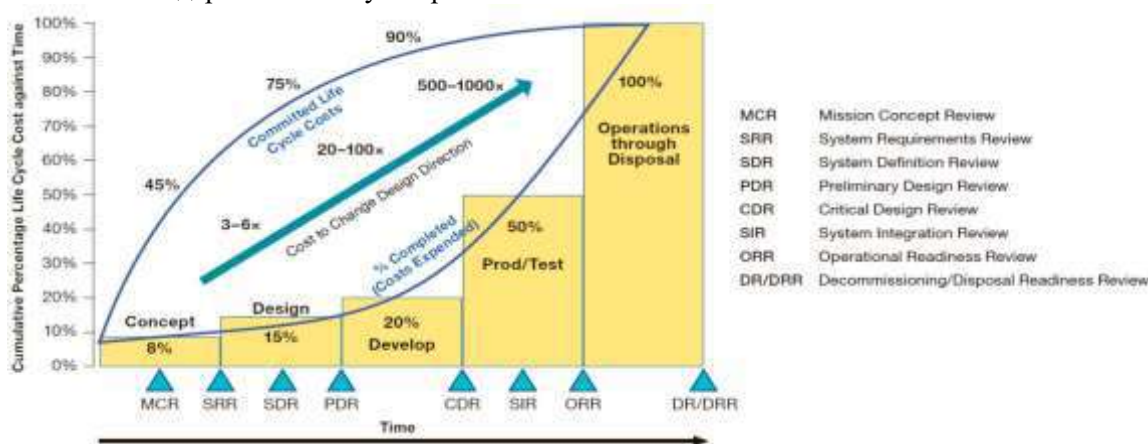 Cumulative Percentage Life Cycle Cost against Time
100%
90%
80%
70%
60%
50%
40%
30%
20%
10%
0%
45%
75%
90%
Committed Life
Cycle Costs
500–1000x
20–100x
3–6x
Cost to Change Design Direction
% Completed
(Costs Expended)
Concept
8%
Design
15%
20%
Develop
50%
Prod/Test
100%
Operations
through
Disposal
MCR SRR SDR PDR CDR SIR ORR DR/DRR
Time
MCR Mission Concept Review
SRR System Requirements Review
SDR System Definition Review
PDR Preliminary Design Review
CDR Critical Design Review
SIR System Integration Review
ORR Operational Readiness Review
DR/DRR Decommissioning/Disposal Readiness Review